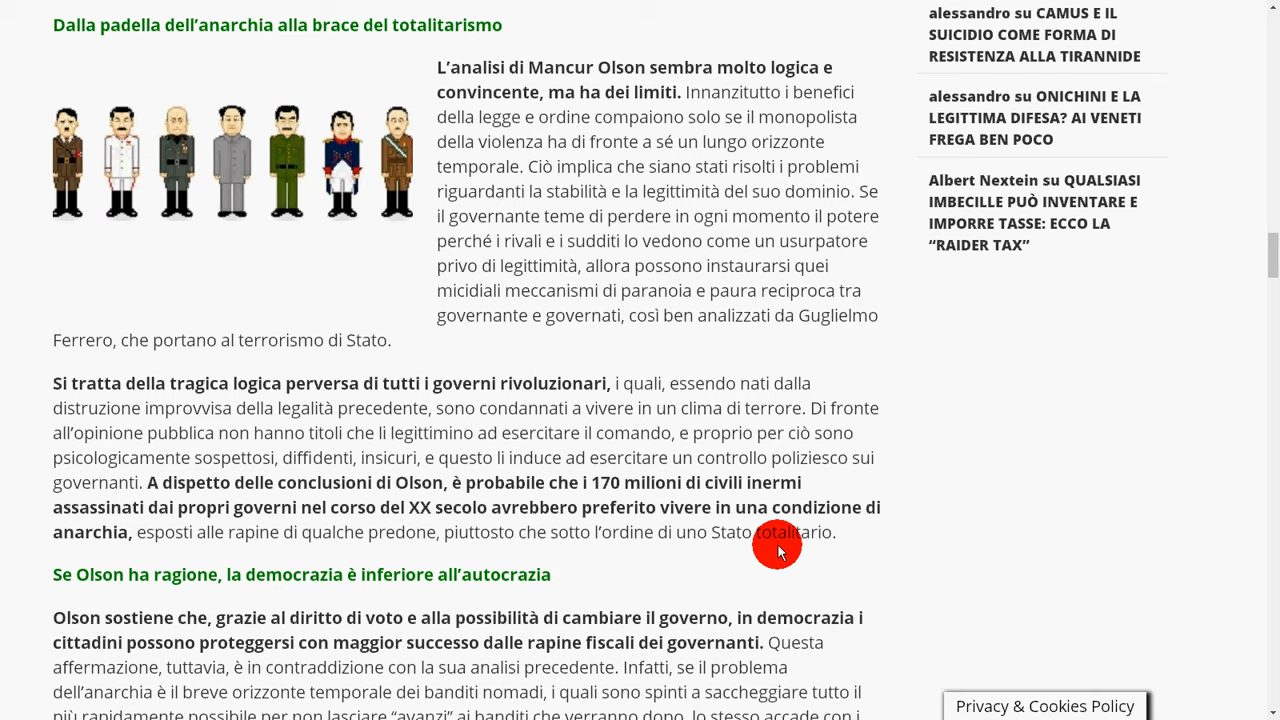 Dalla padella dell’anarchia alla brace del totalitarismo
L’analisi di Mancur Olson sembra molto logica e
convincente, ma ha dei limiti. Innanzitutto i benefici
della legge e ordine compaiono solo se il monopolista
della violenza ha di fronte a sé un lungo orizzonte
temporale. Ciò implica che siano stati risolti i problemi
riguardanti la stabilità e la legittimità del suo dominio. Se
il governante teme di perdere in ogni momento il potere
perché i rivali e i sudditi lo vedono come un usurpatore
privo di legittimità, allora possono instaurarsi quei
micidiali meccanismi di paranoia e paura reciproca tra
governante e governati, così ben analizzati da Guglielmo
Ferrero, che portano al terrorismo di Stato.
Si tratta della tragica logica perversa di tutti i governi rivoluzionari, i quali, essendo nati dalla
distruzione improvvisa della legalità precedente, sono condannati a vivere in un clima di terrore. Di fronte
all’opinione pubblica non hanno titoli che li legittimino ad esercitare il comando, e proprio per ciò sono
psicologicamente sospettosi, diffidenti, insicuri, e questo li induce ad esercitare un controllo poliziesco sui
governanti. A dispetto delle conclusioni di Olson, è probabile che i 170 milioni di civili inermi
assassinati dai propri governi nel corso del XX secolo avrebbero preferito vivere in una condizione di
anarchia, esposti alle rapine di qualche predone, piuttosto che sotto l’ordine di uno Stato totalitario.
Se Olson ha ragione, la democrazia è inferiore all’autocrazia
Olson sostiene che, grazie al diritto di voto e alla possibilità di cambiare il governo, in democrazia i
cittadini possono proteggersi con maggior successo dalle rapine fiscali dei governanti. Questa
affermazione, tuttavia, è in contraddizione con la sua analisi precedente. Infatti, se il problema
dell’anarchia è il breve orizzonte temporale dei banditi nomadi, i quali sono spinti a saccheggiare tutto il
più rapidamente possibile per non lasciare “avanzi” ai banditi che verranno dopo, lo stesso accade con i
alessandro su CAMUS E IL
SUICIDIO COME FORMA DI
RESISTENZA ALLA TIRANNIDE
alessandro su ONICHINI E LA
LEGITTIMA DIFESA? AI VENETI
FREGA BEN POCO
Albert Nextein su QUALSIASI
IMBECILLE PUÒ INVENTARE E
IMPORRE TASSE: ECCO LA
“RAIDER TAX”
Privacy & Cookies Policy